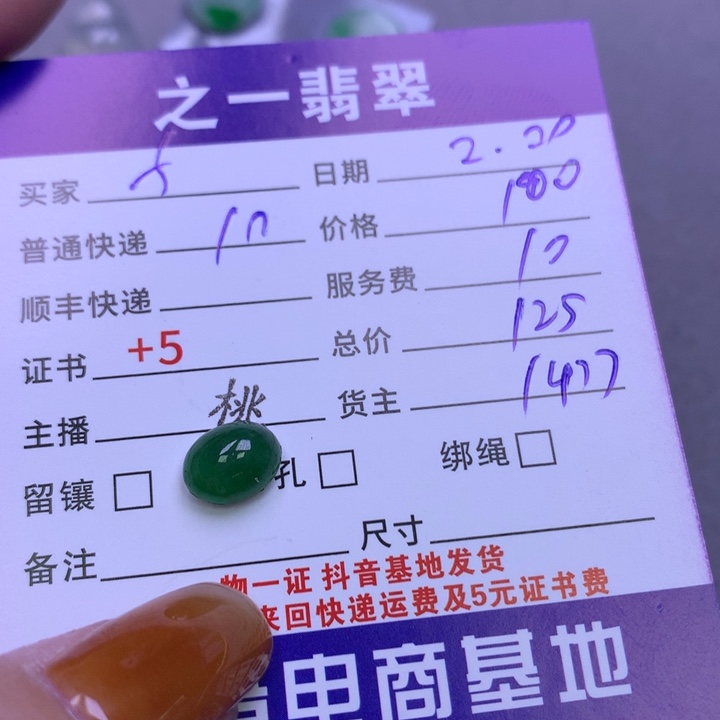 之一翡翠
买家 日期 2.20
普通快递 10 价格 100
顺丰快递 服务费 10
证书 +5 总价 125
主播 桃 货主
留镶 孔 绑绳
备注 尺寸
物一证 抖音基地发货
来回快递运费及5元证书费
电商基地